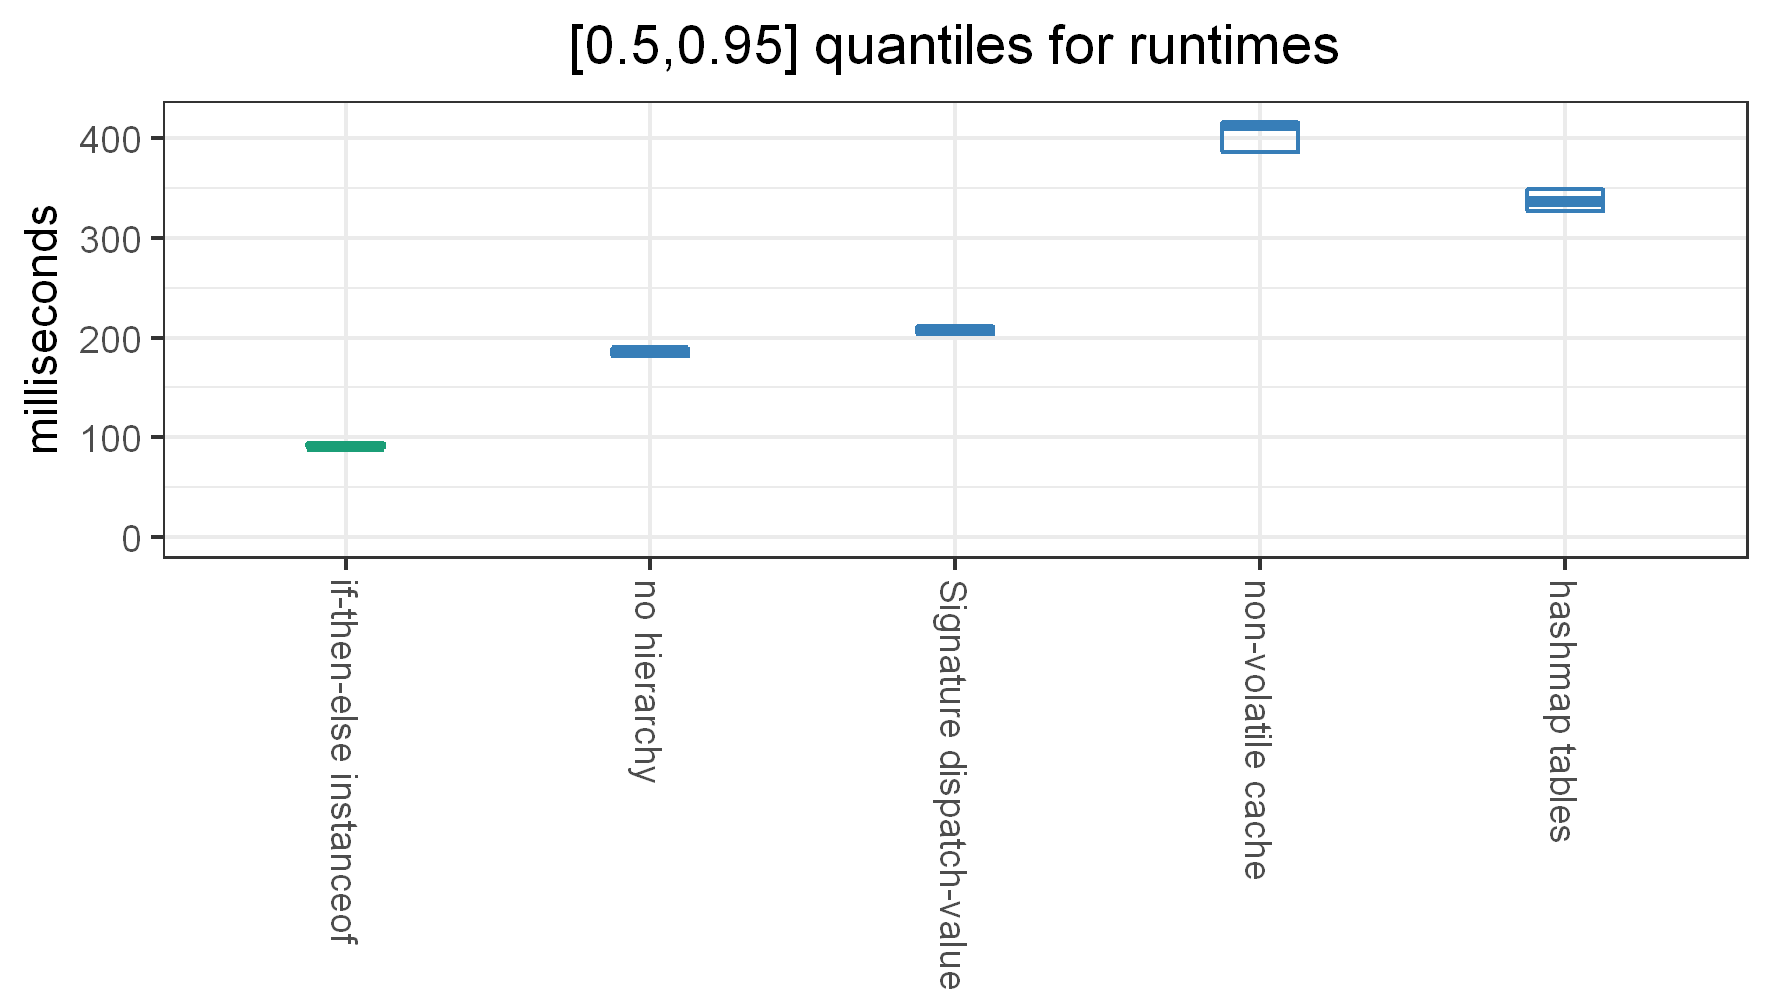 [0.5,0.95] quantiles for runtimes
milliseconds
400
300
200
100
0
if-then-else instanceof
no hierarchy
Signature dispatch-value
non-volatile cache
hashmap tables